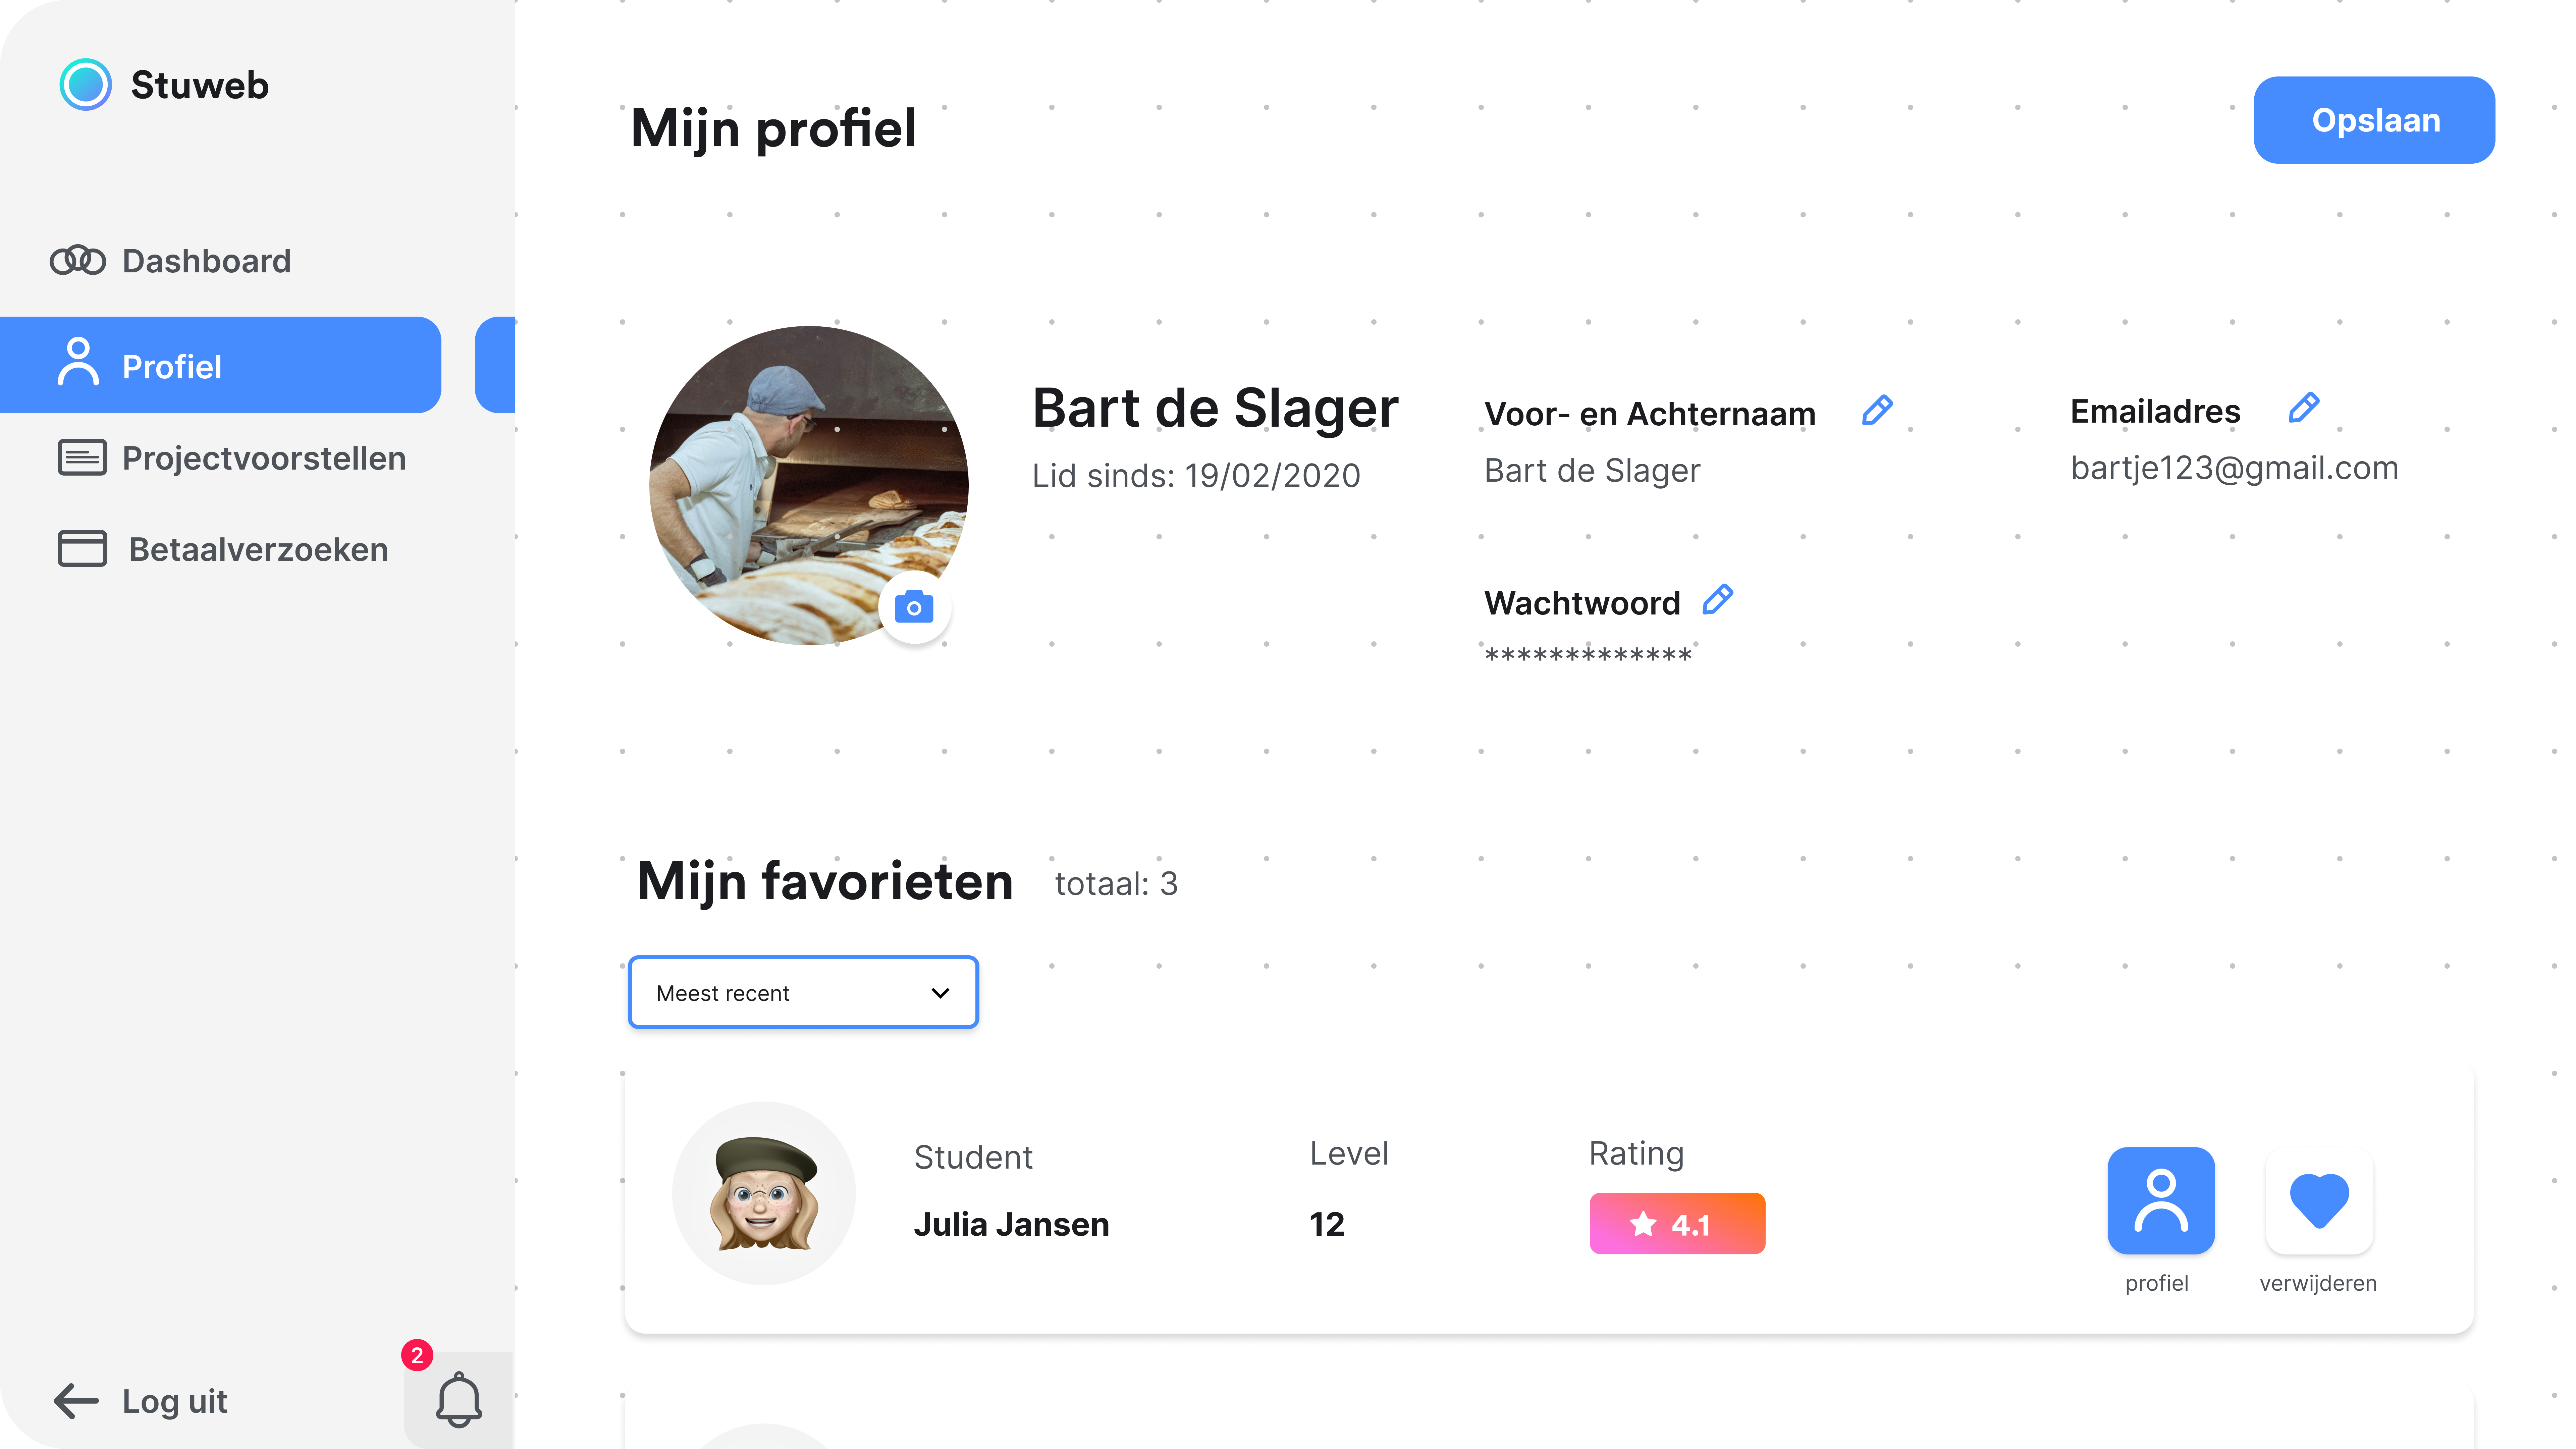 Stuweb
Dashboard
Profiel
Projectvoorstellen
Betaalverzoeken
2
Log uit
Mijn profiel
Opslaan
Bart de Slager
Lid sinds: 19/02/2020
Voor- en Achternaam
Bart de Slager
Emailadres
bartje123@gmail.com
Wachtwoord
*************
Mijn favorieten totaal: 3
Meest recent
Student
Julia Jansen
Level
12
Rating
4.1
profiel
verwijderen